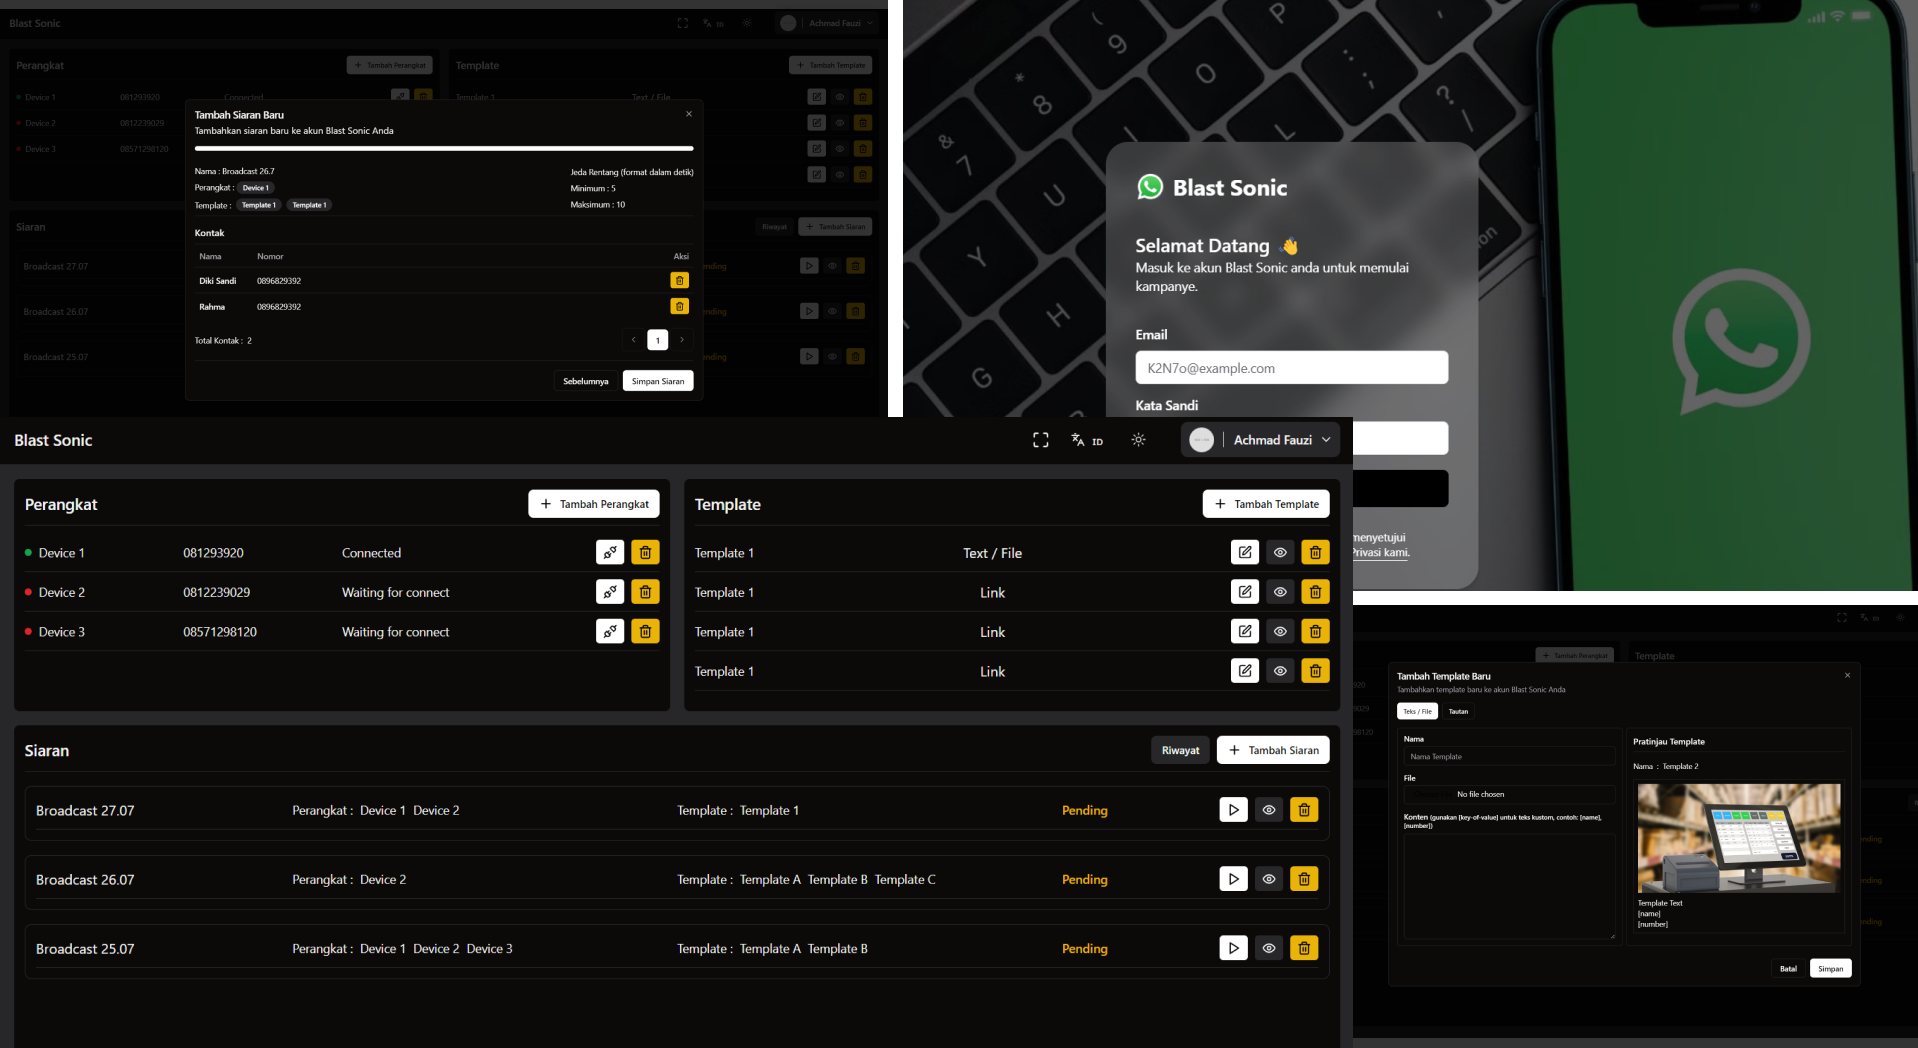 Blast Sonic
ID
Achmad Fauzi
Perangkat
+ Tambah Perangkat
Device 1 081293920 Connected
Device 2 0812239029
Device 3 08571298120
Template
+ Tambah Template
Template 1 Text / File
Siaran
Riwayat + Tambah Siaran
Broadcast 27.07
Broadcast 26.07
Broadcast 25.07
Tambah Siaran Baru
Tambahkan siaran baru ke akun Blast Sonic Anda
Nama : Broadcast 26.7
Perangkat : Device 1
Template : Template 1 Template 1
Jeda Rentang (format dalam detik)
Minimum : 5
Maksimum : 10
Kontak
Nama Nomor Aksi
Diki Sandi 0896829392
Rahma 0896829392
Total Kontak : 2
1
Sebelumnya Simpan Siaran
Blast Sonic
Selamat Datang 👋
Masuk ke akun Blast Sonic anda untuk memulai
kampanye.
Email
K2N7o@example.com
Kata Sandi
menyetujui
Privasi kami.
Blast Sonic
ID
Achmad Fauzi
Perangkat
+ Tambah Perangkat
Device 1 081293920 Connected
Device 2 0812239029 Waiting for connect
Device 3 08571298120 Waiting for connect
Template
+ Tambah Template
Template 1 Text / File
Template 1 Link
Template 1 Link
Template 1 Link
Siaran
Riwayat + Tambah Siaran
Broadcast 27.07 Perangkat : Device 1 Device 2 Template : Template 1 Pending
Broadcast 26.07 Perangkat : Device 2 Template : Template A Template B Template C Pending
Broadcast 25.07 Perangkat : Device 1 Device 2 Device 3 Template : Template A Template B Pending
+ Tambah Perangkat
Template
Tambah Template Baru
Tambahkan template baru ke akun Blast Sonic Anda
Teks / File Tautan
Nama
Nama Template
File
No file chosen
Konten (gunakan [key-of-value] untuk teks kustom, contoh: [name],
[number])
Pratinjau Template
Nama : Template 2
Template Text
[name]
[number]
Batal Simpan